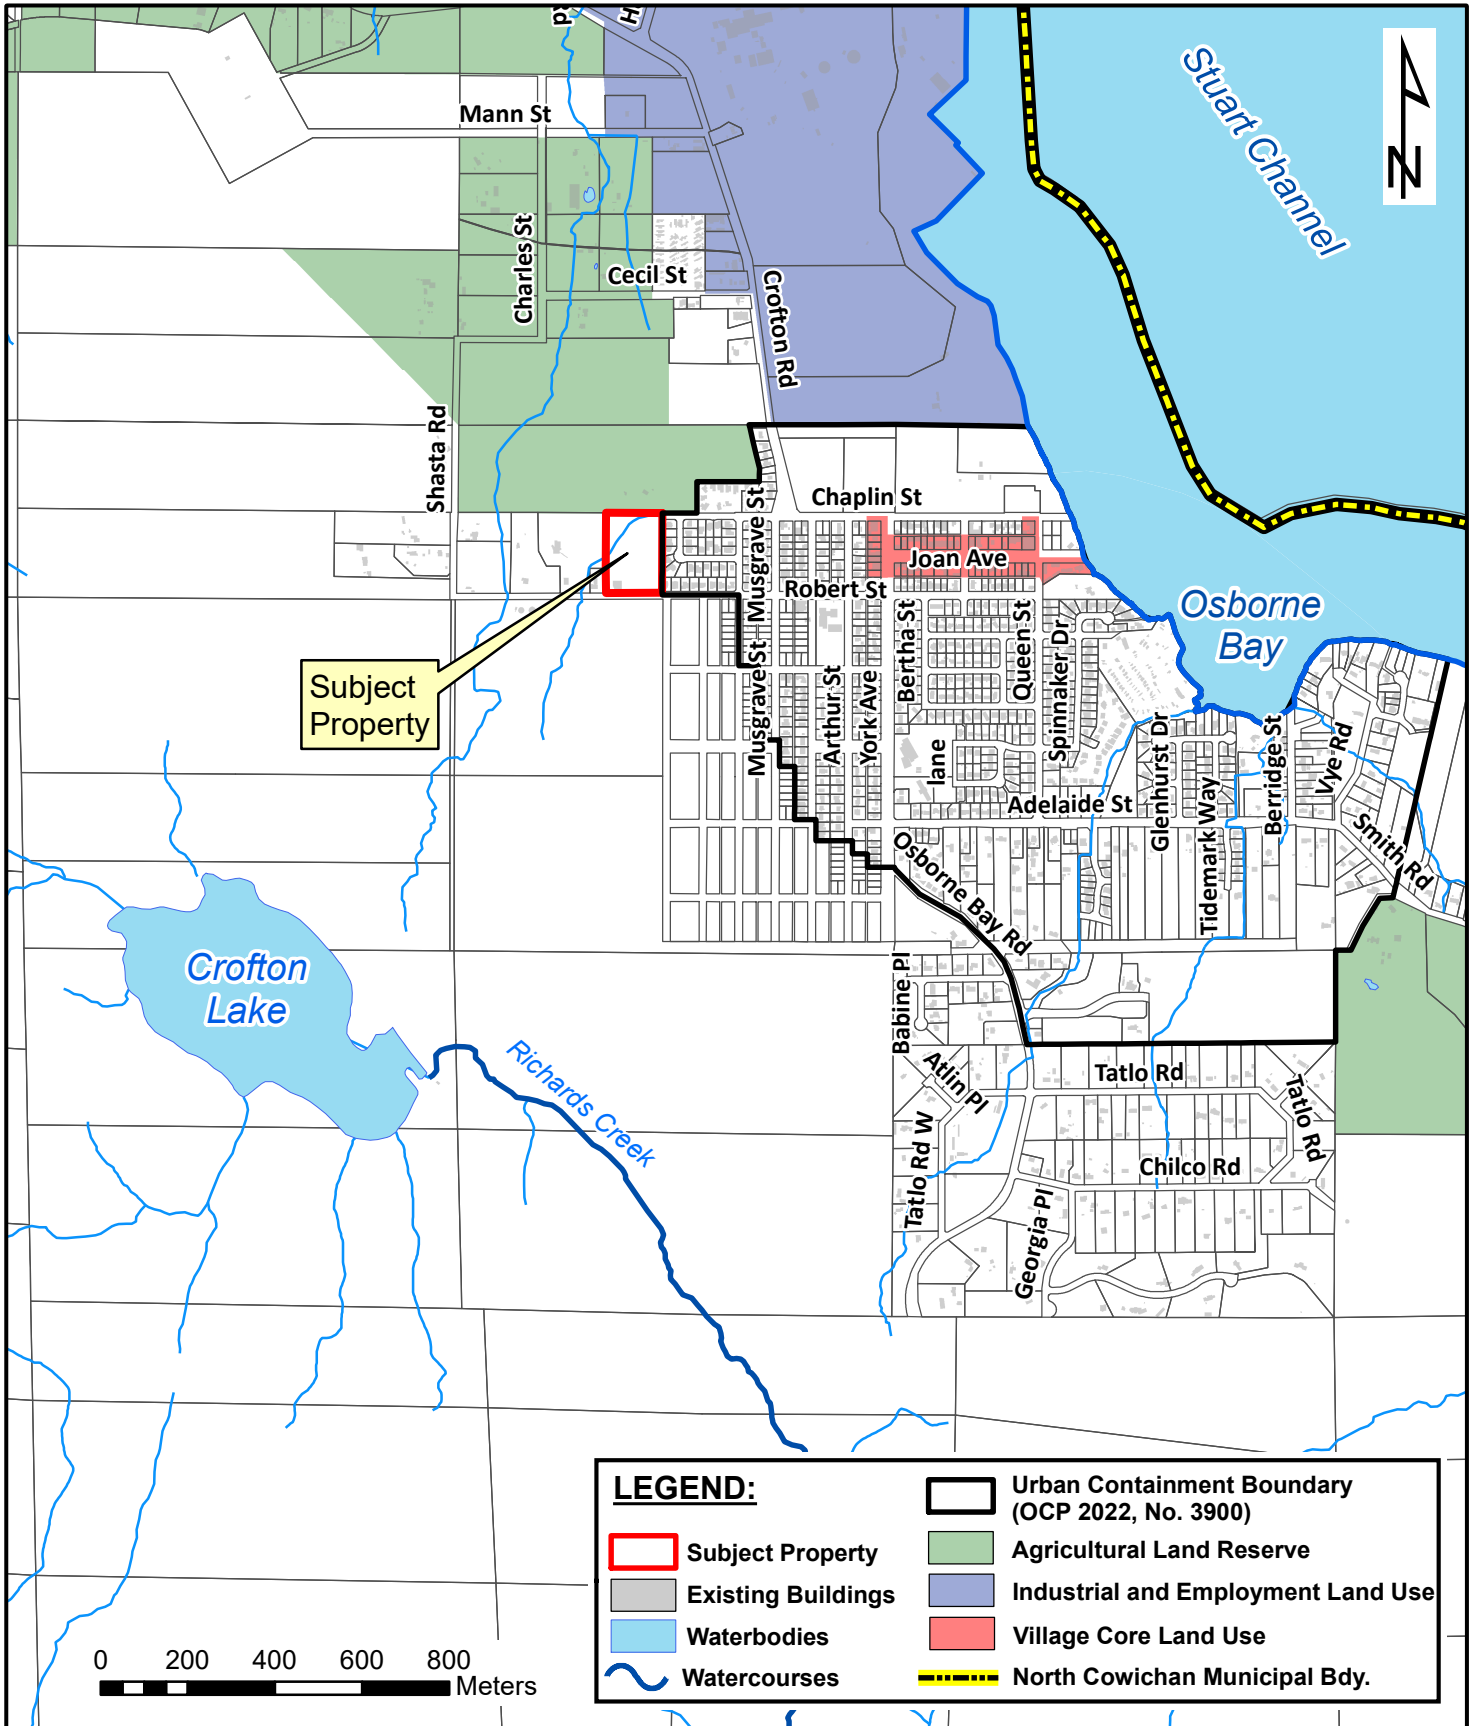 Rd
Stuart Channel
N
Mann St
Charles St
Cecil St
Crofton Rd
Shasta Rd
Chaplin St
Musgrave St
Joan Ave
Robert St
Osborne
Bay
Subject
Property
Musgrave St
Arthur St
York Ave
Bertha St
Queen St
Spinnaker Dr
lane
Adelaide St
Glenhurst Dr
Tidemark Way
Berridge St
Vye Rd
Smith Rd
Osborne Bay Rd
Crofton
Lake
Babine Pl
Richards Creek
Atlin Pl
Tatlo Rd
Tatlo Rd
Tatlo Rd W
Chilco Rd
Georgia Pl
LEGEND:
Subject Property
Existing Buildings
Waterbodies
Watercourses
Urban Containment Boundary
(OCP 2022, No. 3900)
Agricultural Land Reserve
Industrial and Employment Land Use
Village Core Land Use
North Cowichan Municipal Bdy.
0 200 400 600 800
Meters